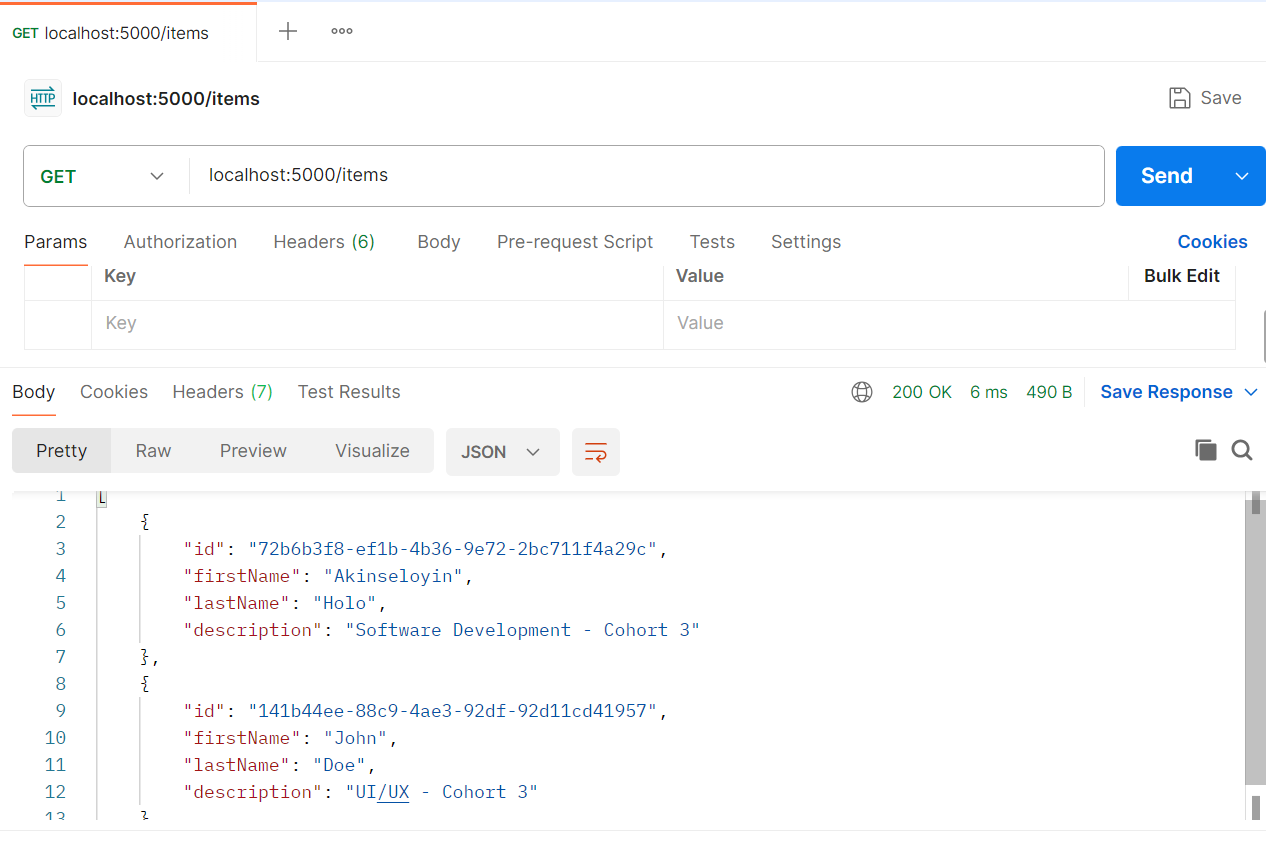 GET localhost:5000/items
HTTP localhost:5000/items Save
GET localhost:5000/items Send
Params Authorization Headers (6) Body Pre-request Script Tests Settings Cookies
Key Value Bulk Edit
Key Value
Body Cookies Headers (7) Test Results 200 OK 6 ms 490 B Save Response
Pretty Raw Preview Visualize JSON
1 [
2 {
3 "id": "72b6b3f8-ef1b-4b36-9e72-2bc711f4a29c",
4 "firstName": "Akinseloyin",
5 "lastName": "Holo",
6 "description": "Software Development - Cohort 3"
7 },
8 {
9 "id": "141b44ee-88c9-4ae3-92df-92d11cd41957",
10 "firstName": "John",
11 "lastName": "Doe",
12 "description": "UI/UX - Cohort 3"
13 }